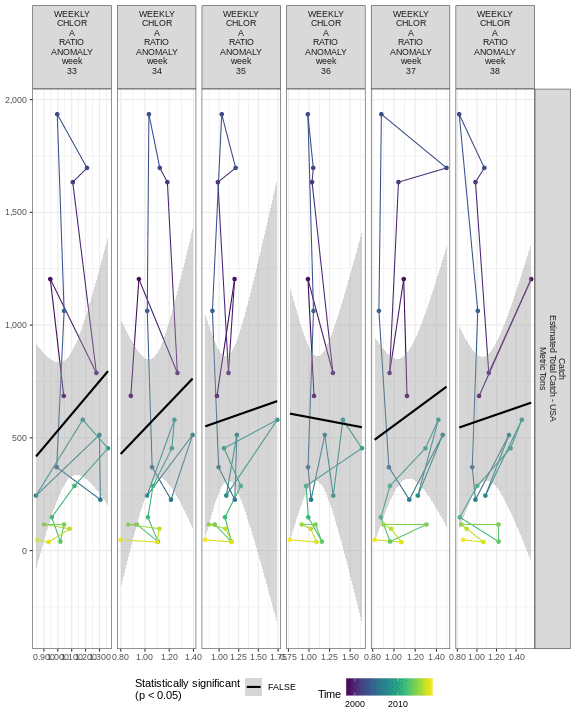 WEEKLY
CHLOR
A
RATIO
ANOMALY
week
33
WEEKLY
CHLOR
A
RATIO
ANOMALY
week
34
WEEKLY
CHLOR
A
RATIO
ANOMALY
week
35
WEEKLY
CHLOR
A
RATIO
ANOMALY
week
36
WEEKLY
CHLOR
A
RATIO
ANOMALY
week
37
WEEKLY
CHLOR
A
RATIO
ANOMALY
week
38
2,000
1,500
1,000
500
0
Catch
Estimated Total Catch - USA
Metric Tons
0.80 1.00 1.20 1.40
1.00 1.25 1.50
1.00 1.25 1.50
0.80 1.00 1.20 1.40
0.80 1.00 1.20 1.40
Statistically significant
(p < 0.05)
FALSE
Time
2000 2010